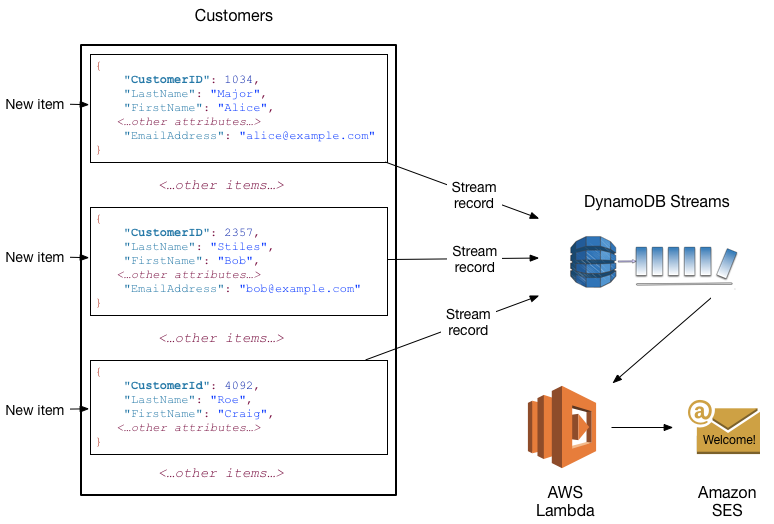 Customers
New item
{
"CustomerID": 1034,
"LastName": "Major",
"FirstName": "Alice",
<…other attributes…>
"EmailAddress": "alice@example.com"
}
<…other items…>
New item
{
"CustomerID": 2357,
"LastName": "Stiles",
"FirstName": "Bob",
<…other attributes…>
"EmailAddress": "bob@example.com"
}
<…other items…>
New item
{
"CustomerId": 4092,
"LastName": "Roe",
"FirstName": "Craig",
<…other attributes…>
}
<…other items…>
Stream
record
Stream
record
Stream
record
DynamoDB Streams
AWS
Lambda
@
Welcome!
Amazon
SES